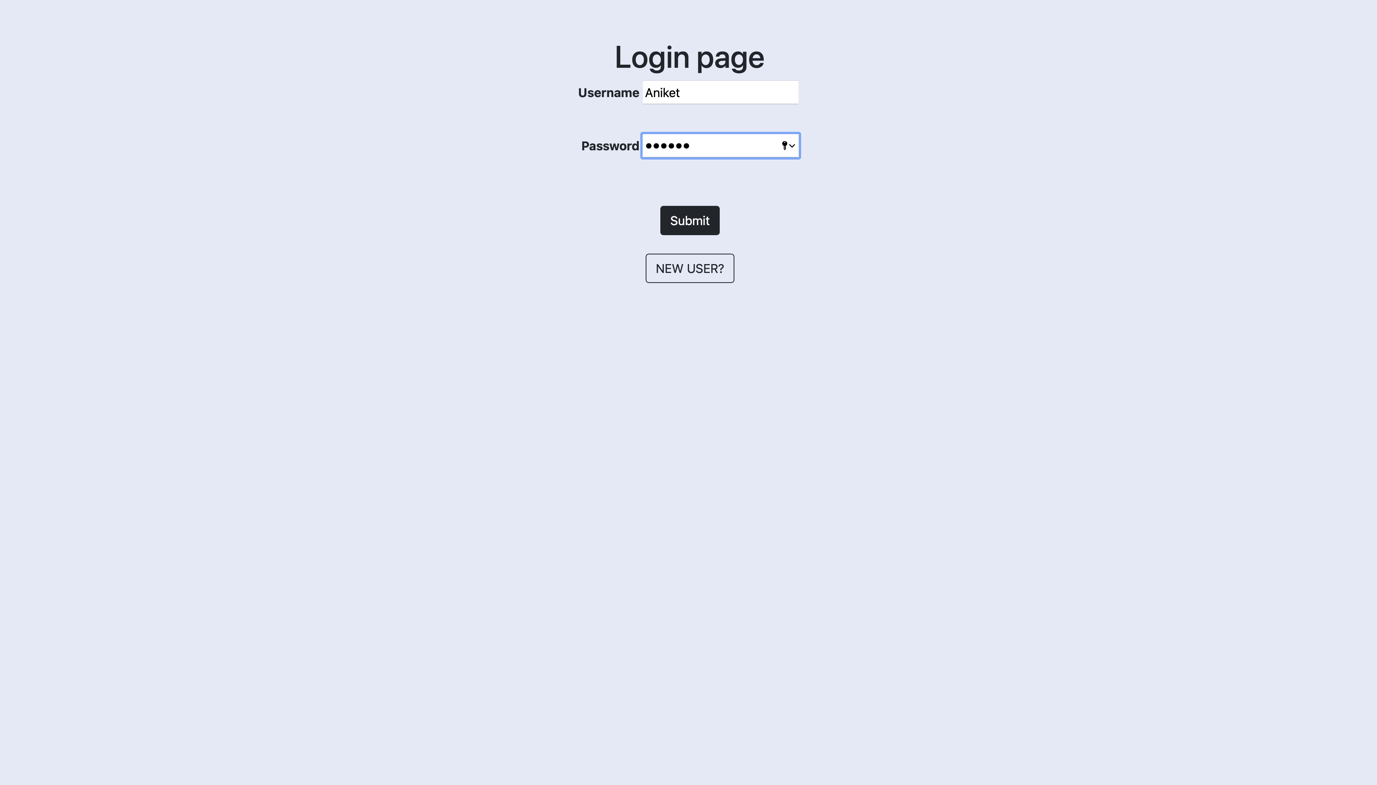 Login page
Username Aniket
Password ••••••
Submit
NEW USER?